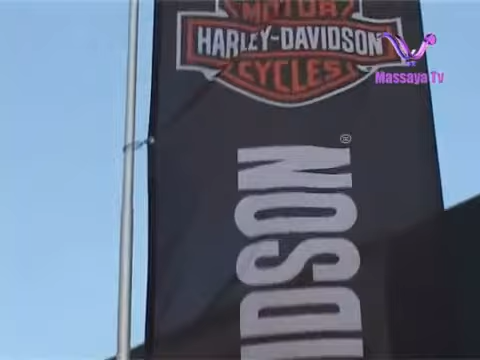 MOTOR
HARLEY-DAVIDSON
CYCLES
Massaya Tv
IDSON
®